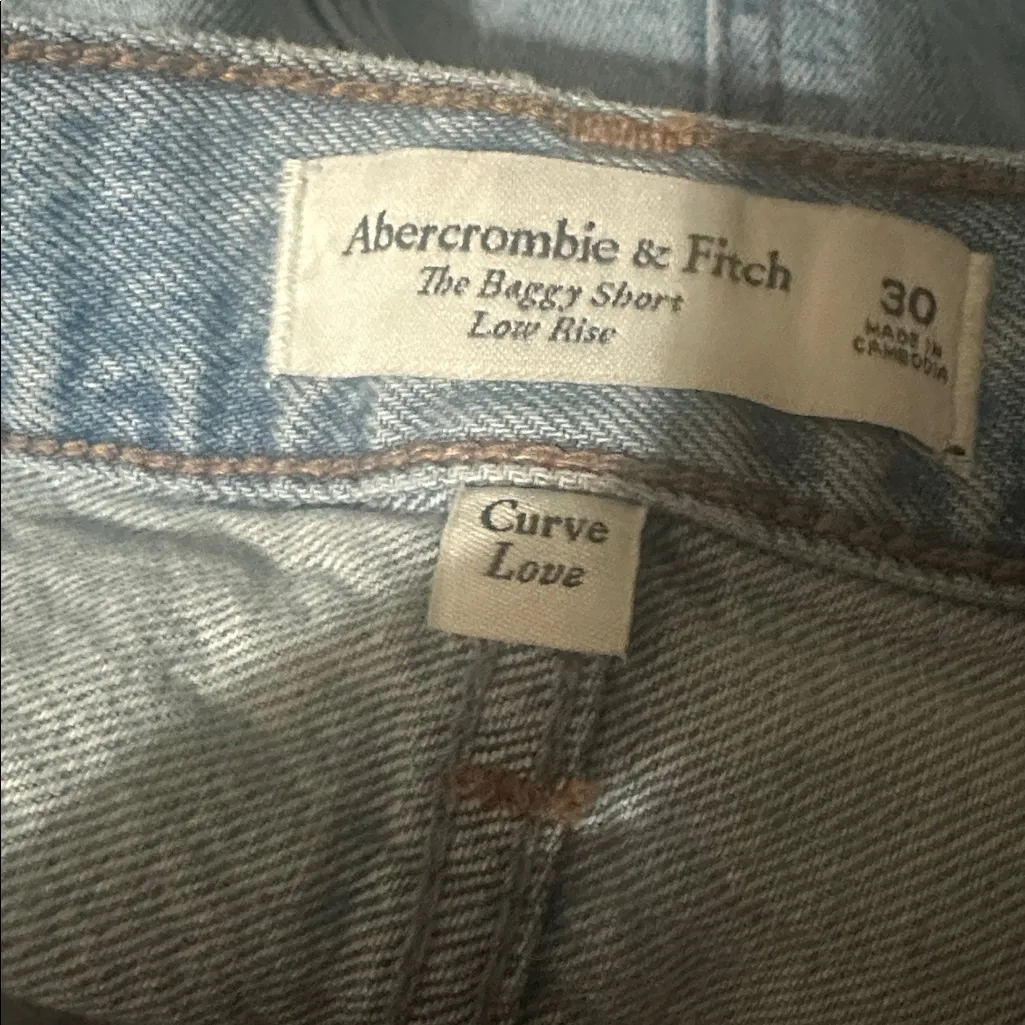 Abercrombie & Fitch
The Baggy Short
Low Rise
30
MADE IN
CAMBODIA
Curve
Love